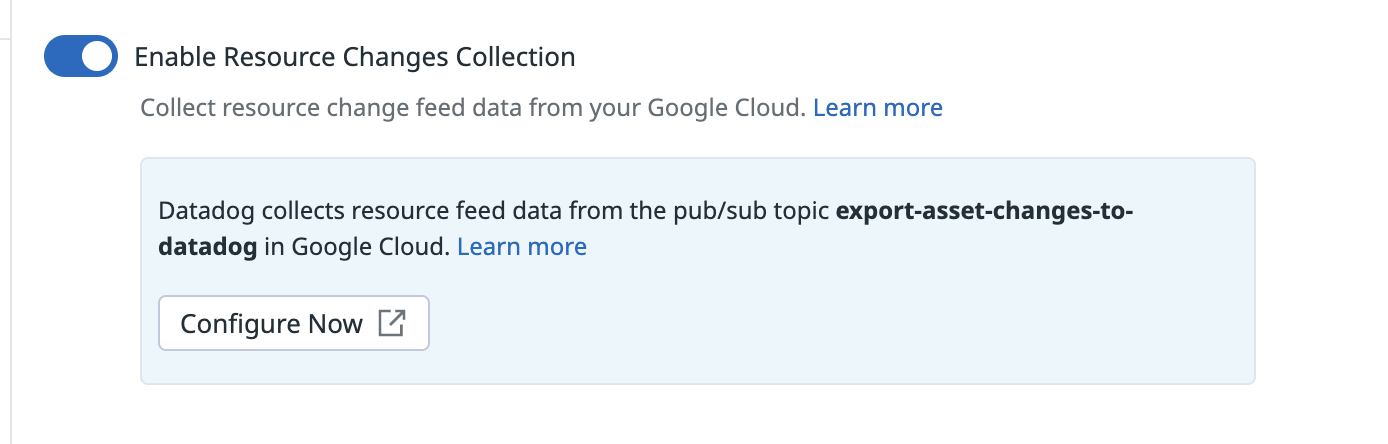 Enable Resource Changes Collection
Collect resource change feed data from your Google Cloud. Learn more
Datadog collects resource feed data from the pub/sub topic export-asset-changes-to-
datadog in Google Cloud. Learn more
Configure Now